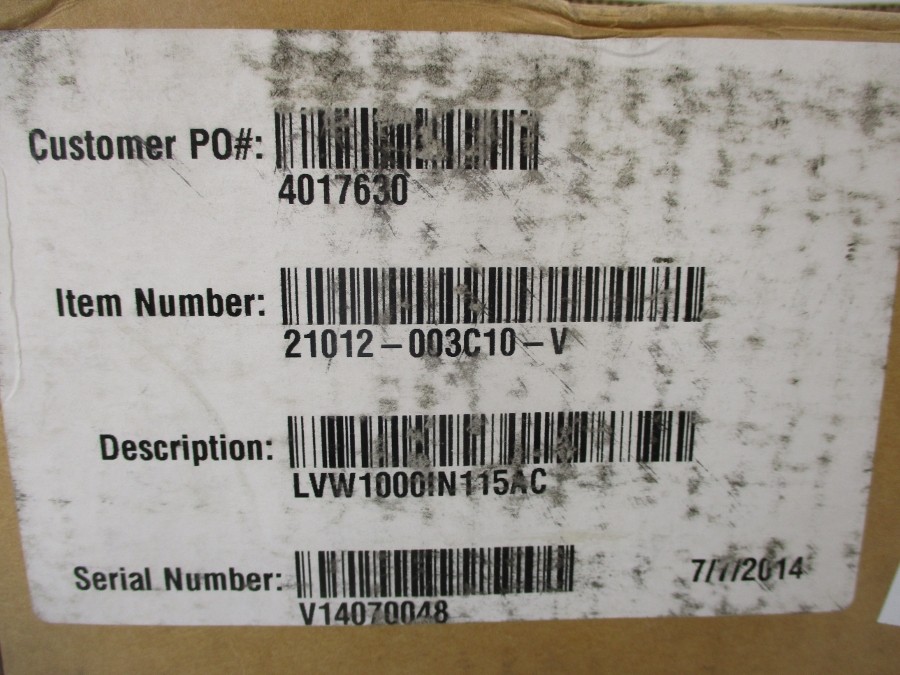 Customer PO#:
4017630
Item Number:
21012-003C10-V
Description:
LVW1000IN115AC
Serial Number:
V14070048
7/7/2014